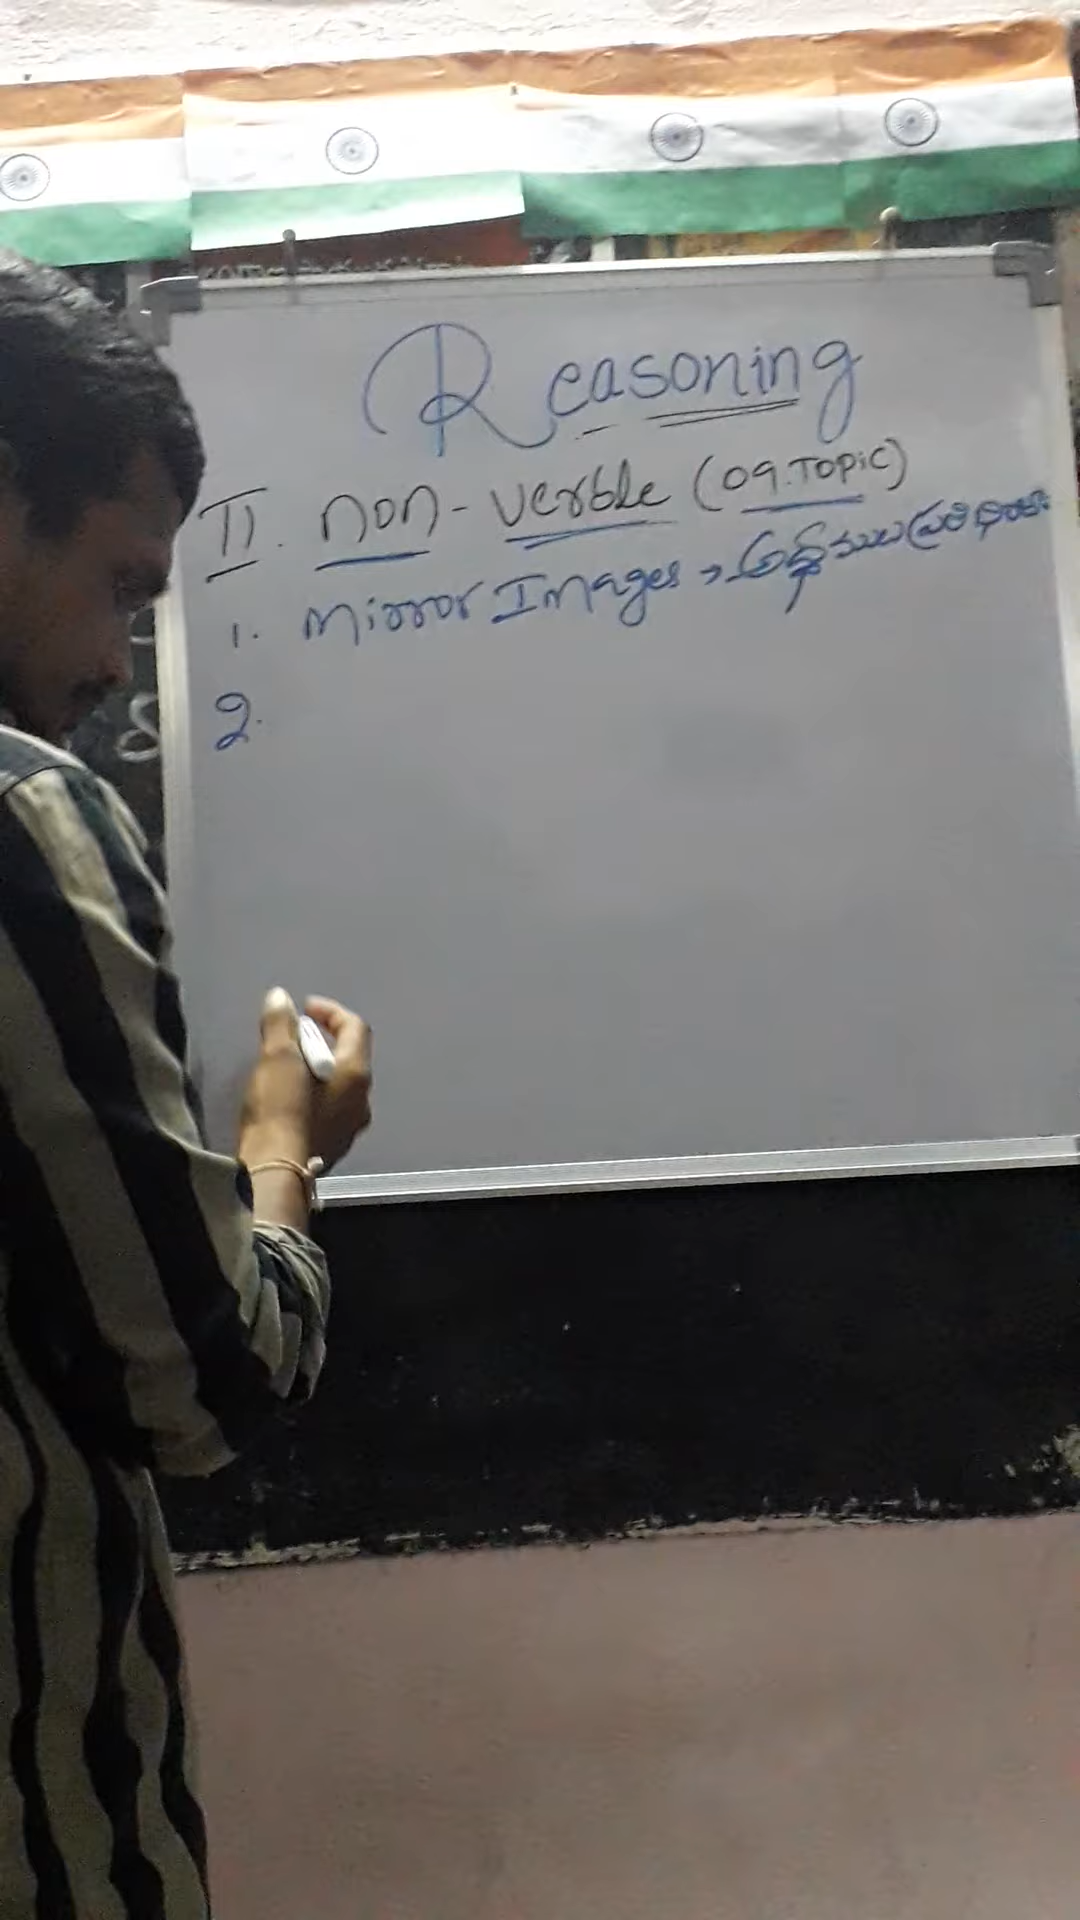 Reasoning
II. non-verble (09.Topic)
1. Mirror Images →
2.